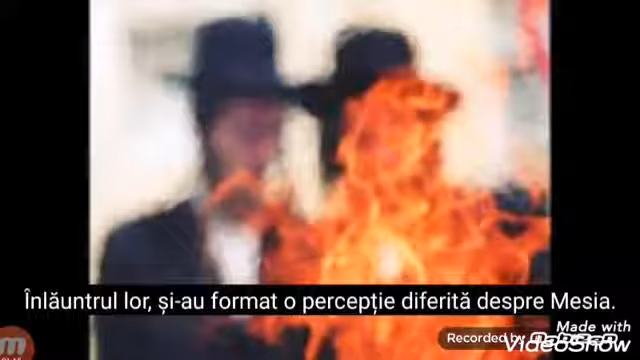 Înlăuntrul lor, și-au format o percepție diferită despre Mesia.
Recorded by
Made with
VideoShow